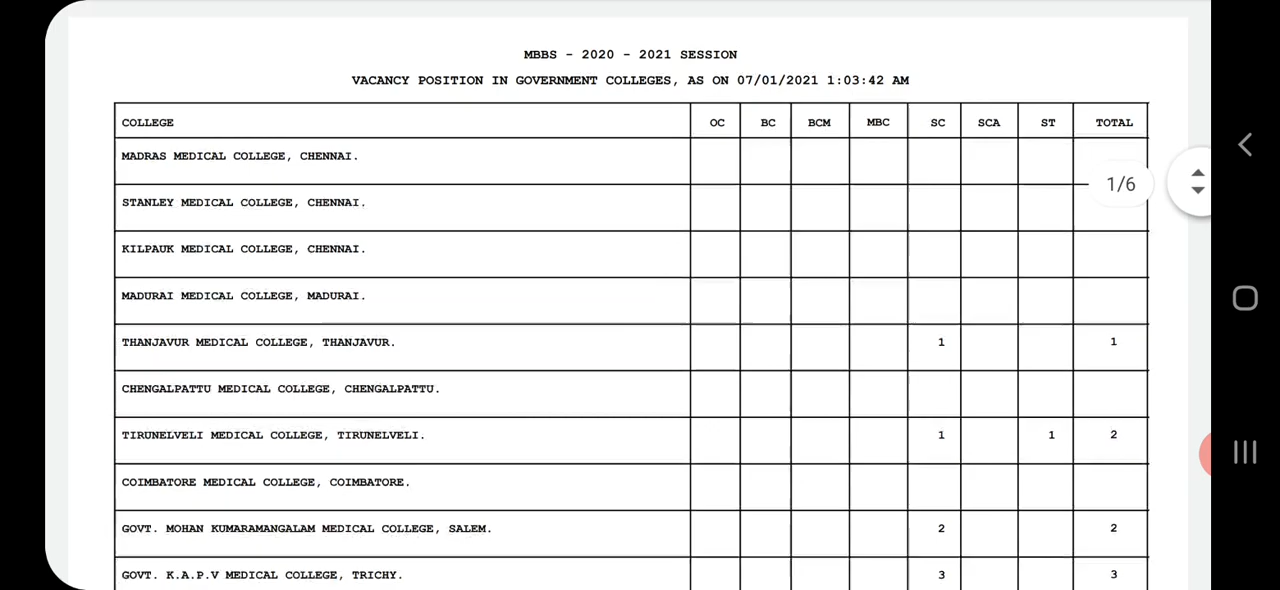 MBBS - 2020 - 2021 SESSION
VACANCY POSITION IN GOVERNMENT COLLEGES, AS ON 07/01/2021 1:03:42 AM
COLLEGE OC BC BCM MBC SC SCA ST TOTAL
MADRAS MEDICAL COLLEGE, CHENNAI.
1/6
STANLEY MEDICAL COLLEGE, CHENNAI.
KILPAUK MEDICAL COLLEGE, CHENNAI.
MADURAI MEDICAL COLLEGE, MADURAI.
THANJAVUR MEDICAL COLLEGE, THANJAVUR. 1 1
CHENGALPATTU MEDICAL COLLEGE, CHENGALPATTU.
TIRUNELVELI MEDICAL COLLEGE, TIRUNELVELI. 1 1 2
COIMBATORE MEDICAL COLLEGE, COIMBATORE.
GOVT. MOHAN KUMARAMANGALAM MEDICAL COLLEGE, SALEM. 2 2
GOVT. K.A.P.V MEDICAL COLLEGE, TRICHY. 3 3